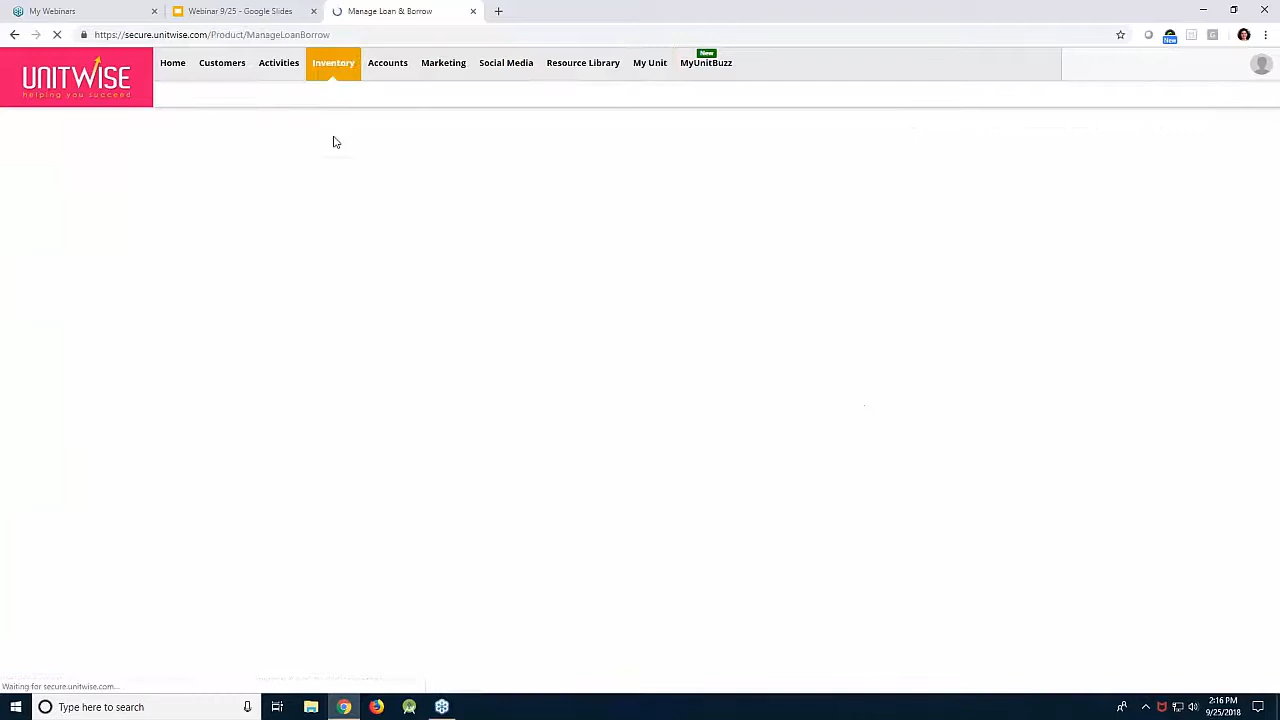 My Webinars
Webinar 9/25 - Google Slides
Manage Loan & Borrow
https://secure.unitwise.com/Product/ManageLoanBorrow
New
UNITWISE
helping you succeed
Home
Customers
Activities
Inventory
Accounts
Marketing
Social Media
Resource Library
My Unit
New
MyUnitBuzz
Waiting for secure.unitwise.com...
Type here to search
2:16 PM
9/25/2018